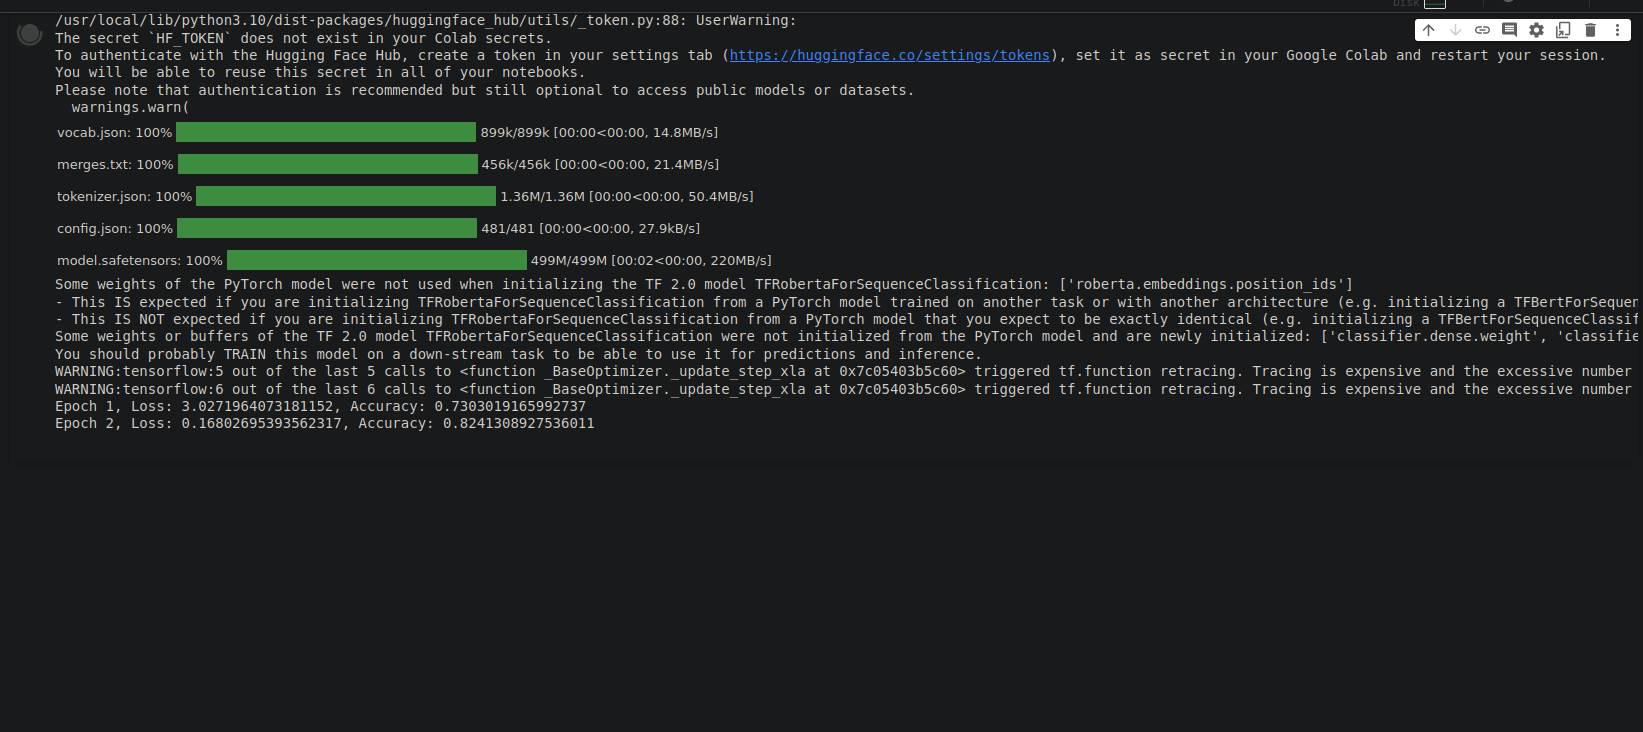 Disk
/usr/local/lib/python3.10/dist-packages/huggingface_hub/utils/_token.py:88: UserWarning:
The secret `HF_TOKEN` does not exist in your Colab secrets.
To authenticate with the Hugging Face Hub, create a token in your settings tab (https://huggingface.co/settings/tokens), set it as secret in your Google Colab and restart your session.
You will be able to reuse this secret in all of your notebooks.
Please note that authentication is recommended but still optional to access public models or datasets.
  warnings.warn(
vocab.json: 100% 899k/899k [00:00<00:00, 14.8MB/s]
merges.txt: 100% 456k/456k [00:00<00:00, 21.4MB/s]
tokenizer.json: 100% 1.36M/1.36M [00:00<00:00, 50.4MB/s]
config.json: 100% 481/481 [00:00<00:00, 27.9kB/s]
model.safetensors: 100% 499M/499M [00:02<00:00, 220MB/s]
Some weights of the PyTorch model were not used when initializing the TF 2.0 model TFRobertaForSequenceClassification: ['roberta.embeddings.position_ids']
- This IS expected if you are initializing TFRobertaForSequenceClassification from a PyTorch model trained on another task or with another architecture (e.g. initializing a TFBertForSequen
- This IS NOT expected if you are initializing TFRobertaForSequenceClassification from a PyTorch model that you expect to be exactly identical (e.g. initializing a TFBertForSequenceClassif
Some weights or buffers of the TF 2.0 model TFRobertaForSequenceClassification were not initialized from the PyTorch model and are newly initialized: ['classifier.dense.weight', 'classifie
You should probably TRAIN this model on a down-stream task to be able to use it for predictions and inference.
WARNING:tensorflow:5 out of the last 5 calls to <function _BaseOptimizer._update_step_xla at 0x7c05403b5c60> triggered tf.function retracing. Tracing is expensive and the excessive number
WARNING:tensorflow:6 out of the last 6 calls to <function _BaseOptimizer._update_step_xla at 0x7c05403b5c60> triggered tf.function retracing. Tracing is expensive and the excessive number
Epoch 1, Loss: 3.0271964073181152, Accuracy: 0.7303019165992737
Epoch 2, Loss: 0.16802695393562317, Accuracy: 0.8241308927536011